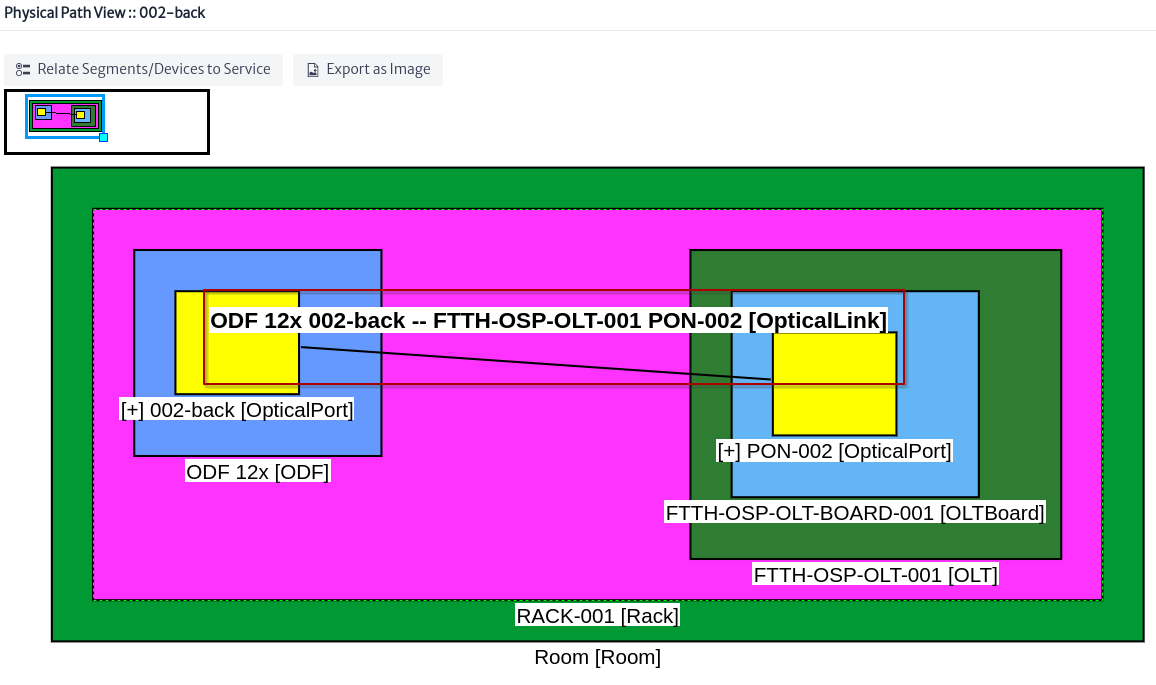 Physical Path View :: 002-back
Relate Segments/Devices to Service
Export as Image
ODF 12x 002-back -- FTTH-OSP-OLT-001 PON-002 [OpticalLink]
[+] 002-back [OpticalPort]
[+] PON-002 [OpticalPort]
ODF 12x [ODF]
FTTH-OSP-OLT-BOARD-001 [OLTBoard]
FTTH-OSP-OLT-001 [OLT]
RACK-001 [Rack]
Room [Room]